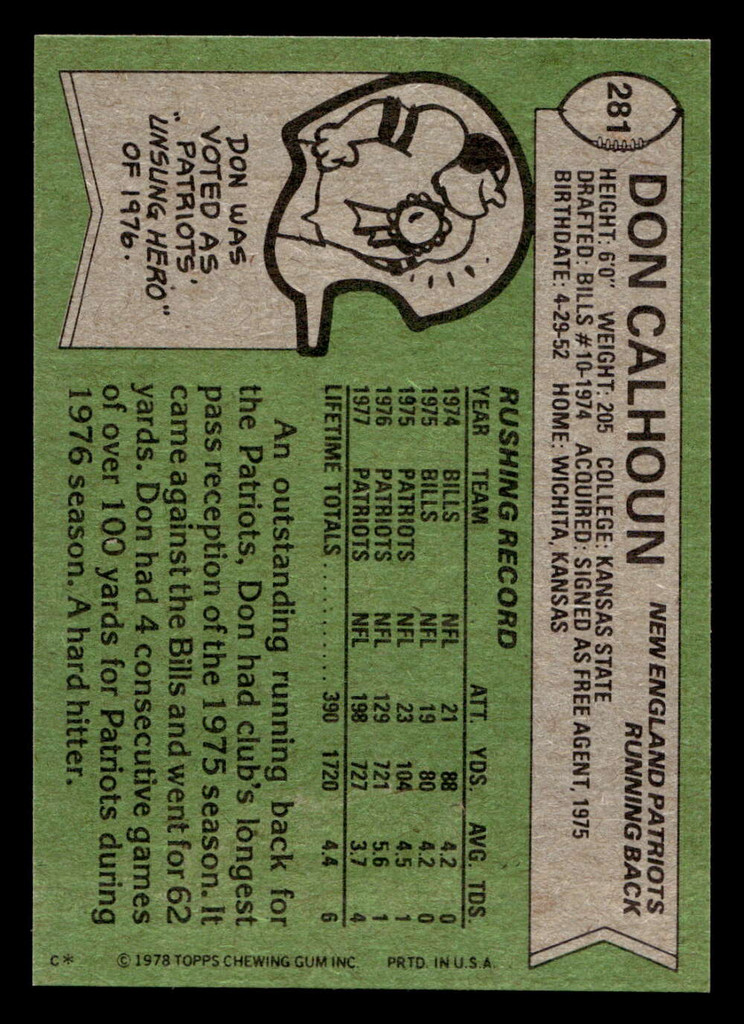 281
DON CALHOUN
NEW ENGLAND PATRIOTS
RUNNING BACK
HEIGHT: 6'0" WEIGHT: 205 COLLEGE: KANSAS STATE
DRAFTED: BILLS #10-1974 ACQUIRED: SIGNED AS FREE AGENT, 1975
BIRTHDATE: 4-29-52 HOME: WICHITA, KANSAS
DON WAS
VOTED AS
PATRIOTS'
"UNSUNG HERO"
OF 1976.
RUSHING RECORD
YEAR TEAM ATT. YDS. AVG. TDS.
1974 BILLS NFL 21 88 4.2 0
1975 BILLS NFL 19 80 4.2 0
1975 PATRIOTS NFL 23 104 4.5 1
1976 PATRIOTS NFL 129 721 5.6 1
1977 PATRIOTS NFL 198 727 3.7 4
LIFETIME TOTALS ............ 390 1720 4.4 6
An outstanding running back for
the Patriots, Don had club's longest
pass reception of the 1975 season. It
came against the Bills and went for 62
yards. Don had 4 consecutive games
of over 100 yards for Patriots during
1976 season. A hard hitter.
C* © 1978 TOPPS CHEWING GUM INC. PRTD. IN U.S.A.